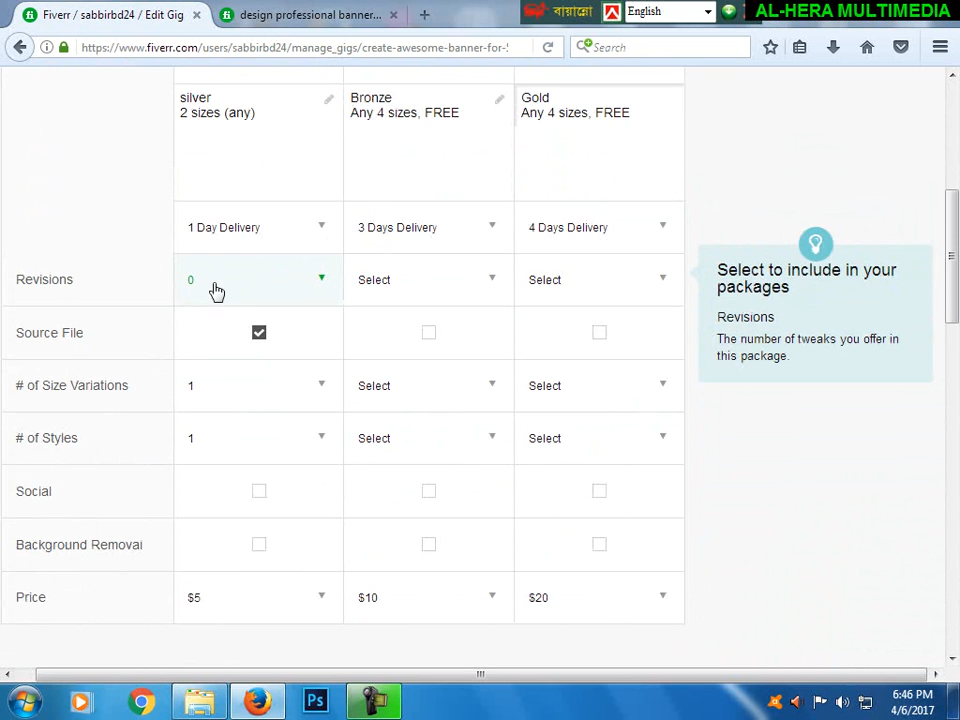 Fiverr / sabbirbd24 / Edit Gig
design professional banner...
বায়ান্নো
English
AL-HERA MULTIMEDIA
https://www.fiverr.com/users/sabbirbd24/manage_gigs/create-awesome-banner-for-5
Search
silver
2 sizes (any)
Bronze
Any 4 sizes, FREE
Gold
Any 4 sizes, FREE
1 Day Delivery
3 Days Delivery
4 Days Delivery
Revisions
0
Select
Select
Select to include in your
packages
Revisions
The number of tweaks you offer in
this package.
Source File
# of Size Variations
1
Select
Select
# of Styles
1
Select
Select
Social
Background Removal
Price
$5
$10
$20
Ps
6:46 PM
4/6/2017